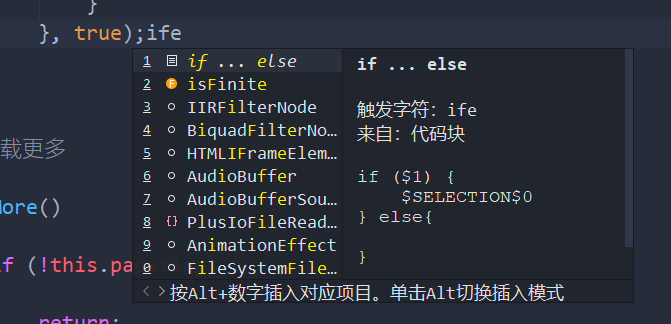 }
}, true);ife
1 if ... else
2 isFinite
3 IIRFilterNode
4 BiquadFilterNo…
5 HTMLIFrameElem…
6 AudioBuffer
7 AudioBufferSou…
8 {} PlusIoFileRead…
9 AnimationEffect
0 FileSystemFile…
if ... else
触发字符: ife
来自: 代码块
if ($1) {
$SELECTION$0
} else{
}
按Alt+数字插入对应项目。单击Alt切换插入模式
载更多
ore()
f (!this.pa
return;